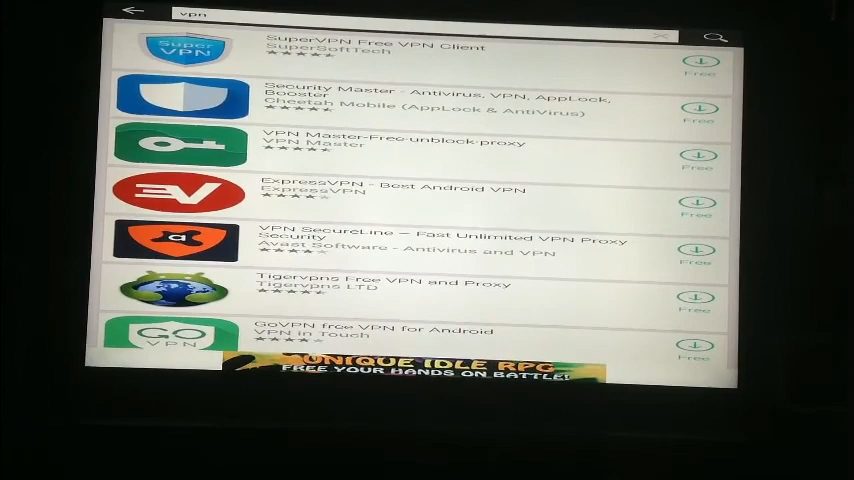 vpn
SuperVPN Free VPN Client
SuperSoftTech
Super
VPN
Free
Security Master - Antivirus, VPN, AppLock,
Booster
Cheetah Mobile (AppLock & AntiVirus)
Free
VPN Master-Free·unblock·proxy
VPN Master
Free
EV
ExpressVPN - Best Android VPN
ExpressVPN
Free
VPN SecureLine – Fast Unlimited VPN Proxy
Security
Avast Software - Antivirus and VPN
a
Free
Tigervpns Free VPN and Proxy
Tigervpns LTD
Free
GoVPN free VPN for Android
VPN in Touch
GO
VPN
Free
UNIQUE IDLE RPG
FREE YOUR HANDS ON BATTLE!